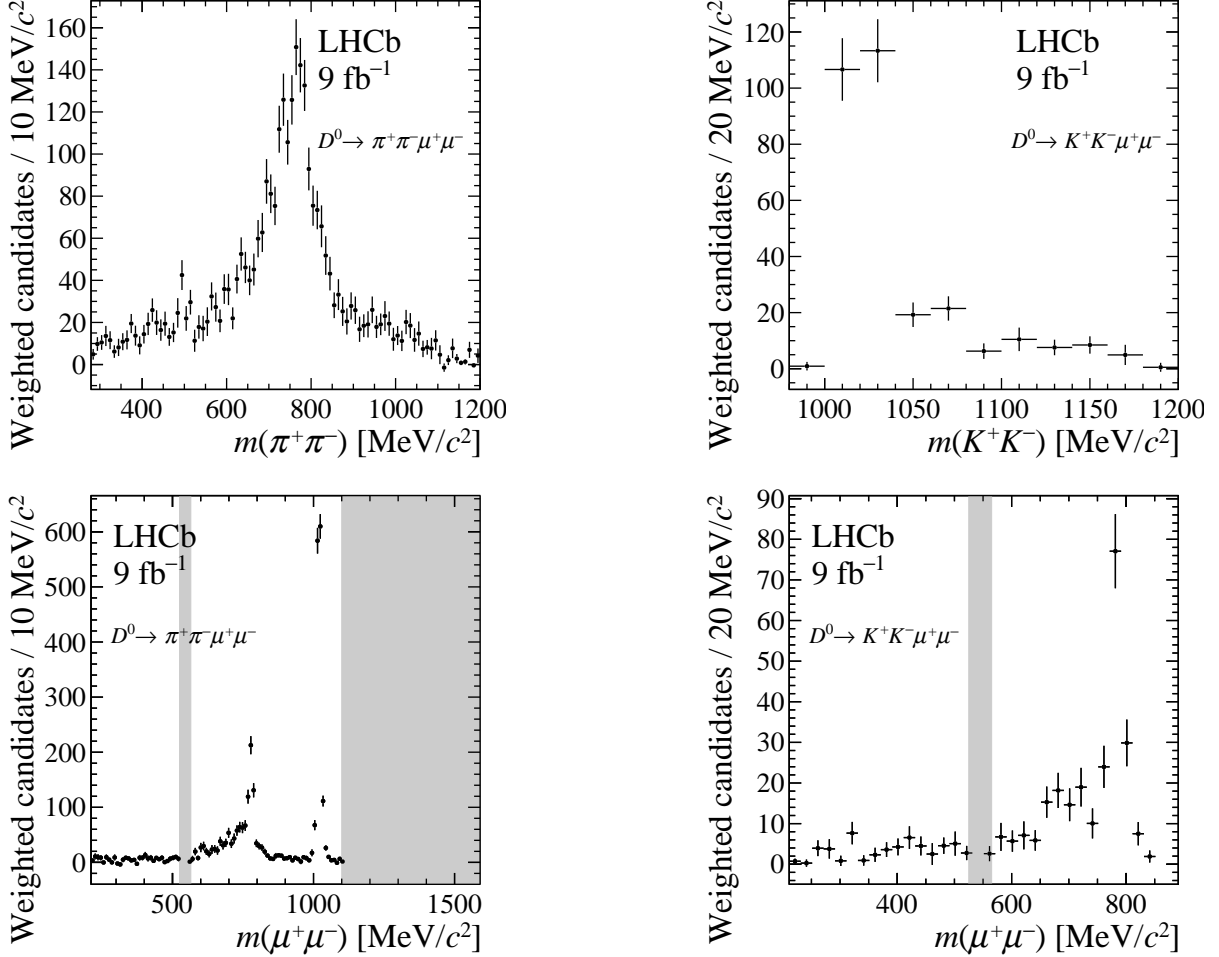 Weighted candidates / 10 MeV/c²
160
140
120
100
80
60
40
20
0
LHCb
9 fb⁻¹
D⁰→ π⁺π⁻μ⁺μ⁻
400 600 800 1000 1200
m(π⁺π⁻) [MeV/c²]
Weighted candidates / 20 MeV/c²
120
100
80
60
40
20
0
LHCb
9 fb⁻¹
D⁰→ K⁺K⁻μ⁺μ⁻
1000 1050 1100 1150 1200
m(K⁺K⁻) [MeV/c²]
Weighted candidates / 10 MeV/c²
600
500
400
300
200
100
0
LHCb
9 fb⁻¹
D⁰→ π⁺π⁻μ⁺μ⁻
500 1000 1500
m(μ⁺μ⁻) [MeV/c²]
Weighted candidates / 20 MeV/c²
90
80
70
60
50
40
30
20
10
0
LHCb
9 fb⁻¹
D⁰→ K⁺K⁻μ⁺μ⁻
400 600 800
m(μ⁺μ⁻) [MeV/c²]